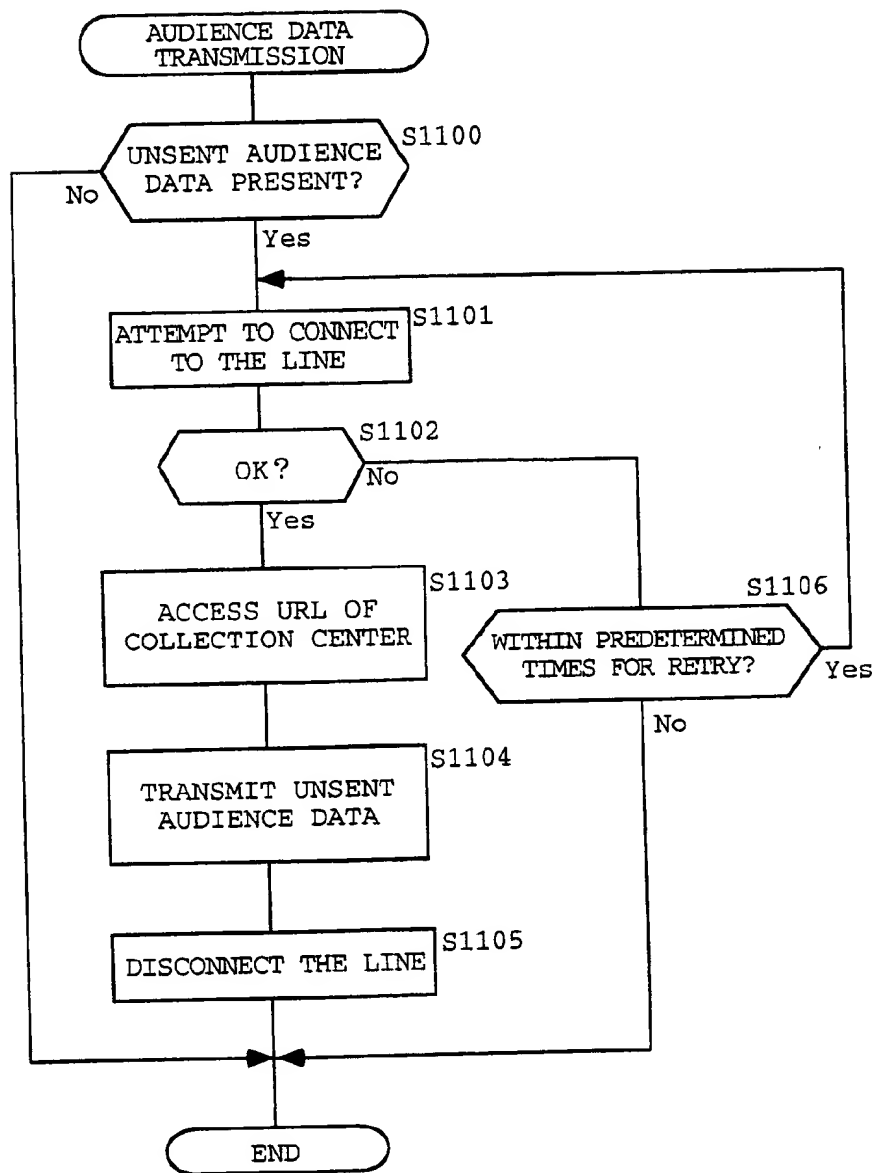 AUDIENCE DATA
TRANSMISSION
S1100
UNSENT AUDIENCE
DATA PRESENT?
No
Yes
S1101
ATTEMPT TO CONNECT
TO THE LINE
S1102
OK?
No
Yes
S1103
ACCESS URL OF
COLLECTION CENTER
S1106
WITHIN PREDETERMINED
TIMES FOR RETRY?
Yes
No
S1104
TRANSMIT UNSENT
AUDIENCE DATA
S1105
DISCONNECT THE LINE
END